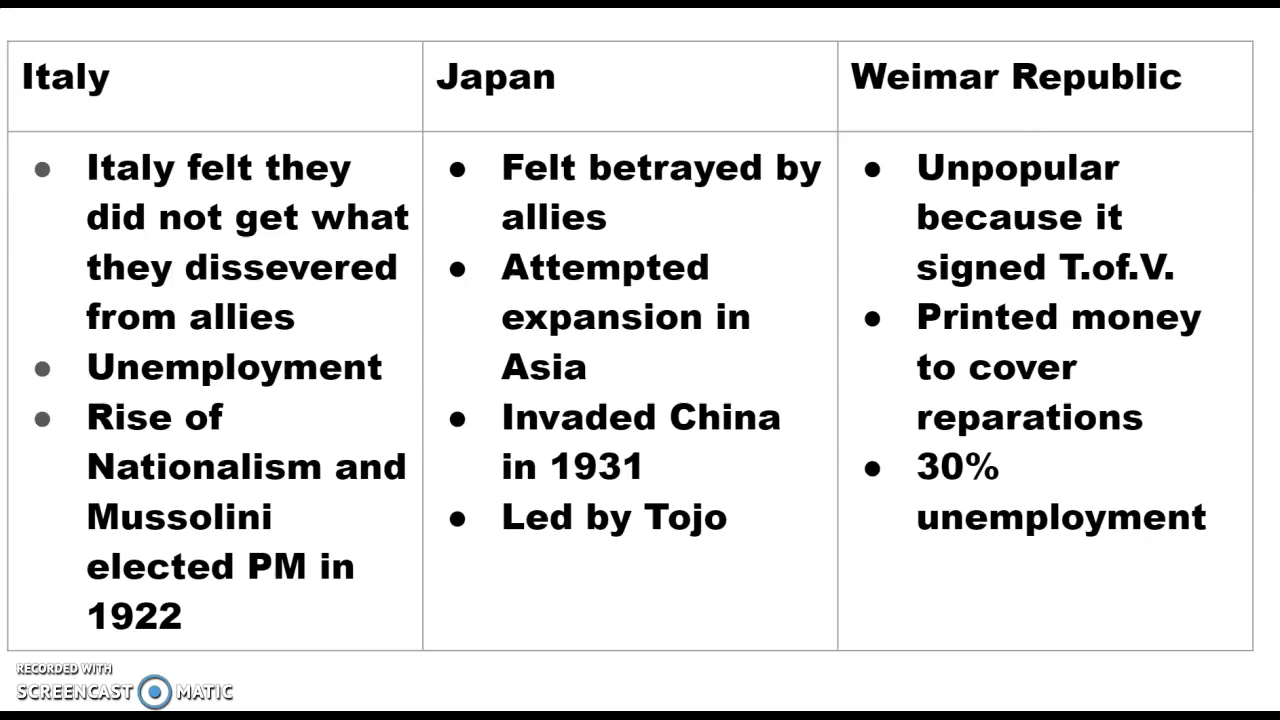 Italy
Japan
Weimar Republic
● Italy felt they
did not get what
they dissevered
from allies
● Unemployment
● Rise of
Nationalism and
Mussolini
elected PM in
1922
● Felt betrayed by
allies
● Attempted
expansion in
Asia
● Invaded China
in 1931
● Led by Tojo
● Unpopular
because it
signed T.of.V.
● Printed money
to cover
reparations
● 30%
unemployment
RECORDED WITH
SCREENCAST MATIC